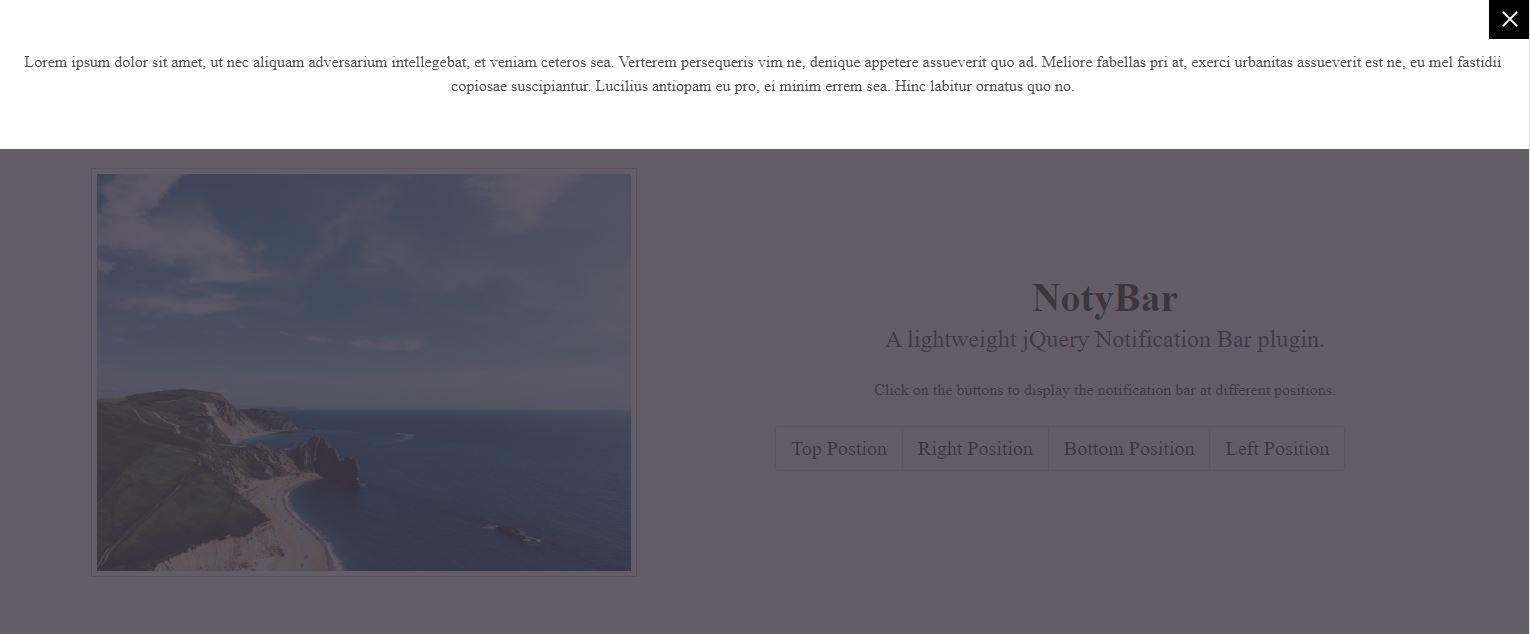 Lorem ipsum dolor sit amet, ut nec aliquam adversarium intellegebat, et veniam ceteros sea. Verterem persequeris vim ne, denique appetere assueverit quo ad. Meliore fabellas pri at, exerci urbanitas assueverit est ne, eu mel fastidii
copiosae suscipiantur. Lucilius antiopam eu pro, ei minim errem sea. Hinc labitur ornatus quo no.
NotyBar
A lightweight jQuery Notification Bar plugin.
Click on the buttons to display the notification bar at different positions.
Top Postion Right Position Bottom Position Left Position